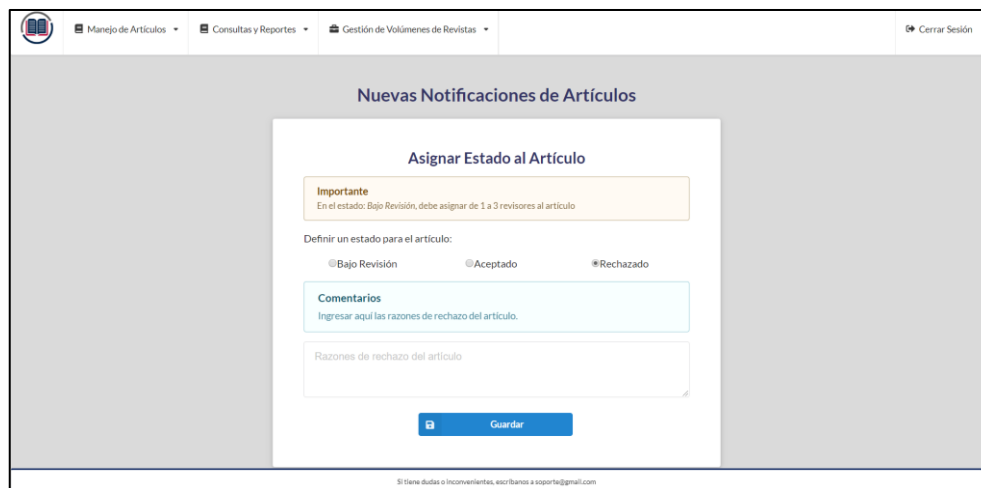 Manejo de Artículos
Consultas y Reportes
Gestión de Volúmenes de Revistas
Cerrar Sesión
Nuevas Notificaciones de Artículos
Asignar Estado al Artículo
Importante
En el estado: Bajo Revisión, debe asignar de 1 a 3 revisores al artículo
Definir un estado para el artículo:
Bajo Revisión
Aceptado
Rechazado
Comentarios
Ingresar aquí las razones de rechazo del artículo.
Razones de rechazo del artículo
Guardar
Si tiene dudas o inconvenientes, escríbanos a soporte@gmail.com